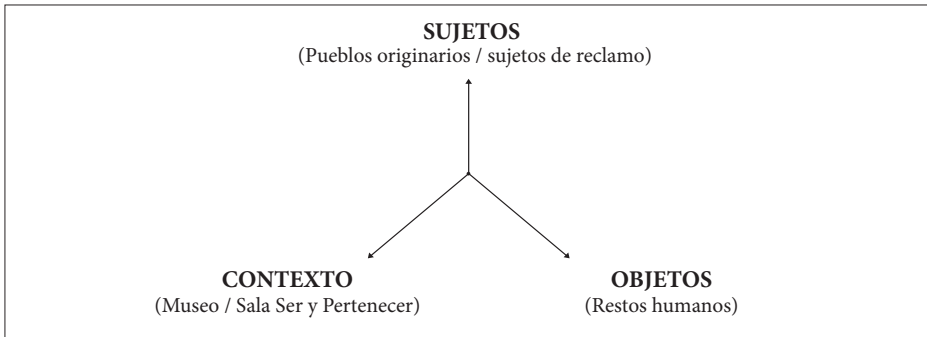 SUJETOS
(Pueblos originarios / sujetos de reclamo)
CONTEXTO
(Museo / Sala Ser y Pertenecer)
OBJETOS
(Restos humanos)